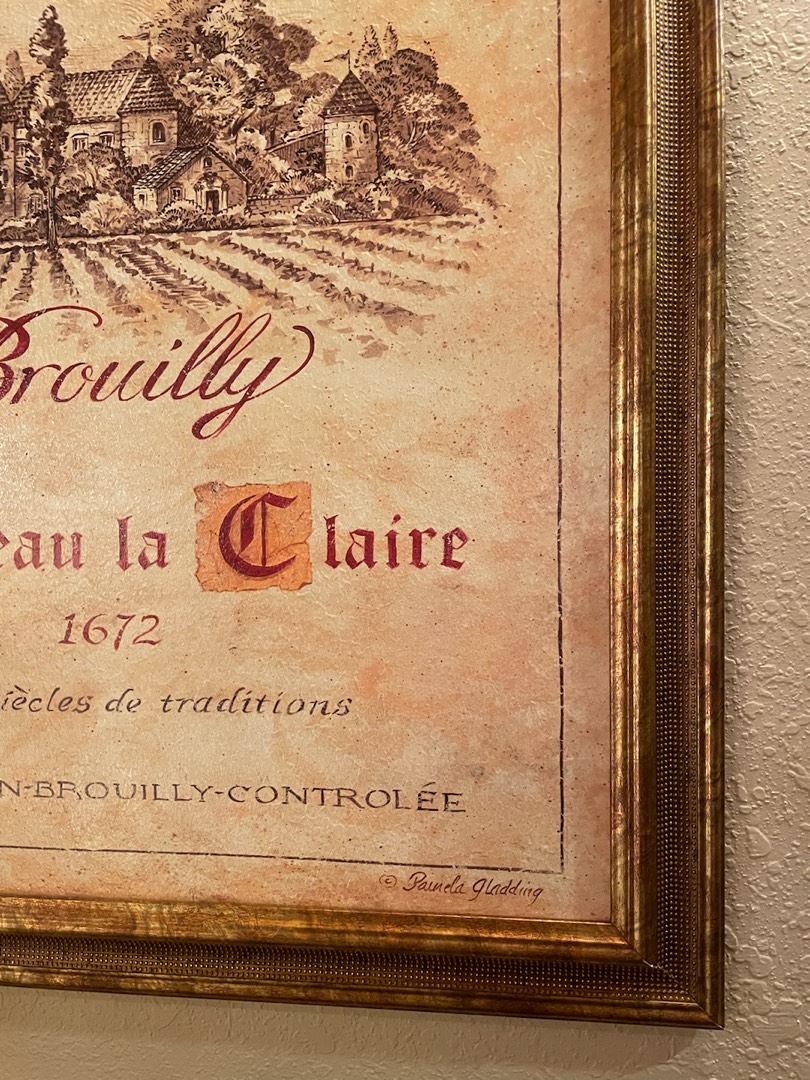 Brouilly
eau la Claire
1672
iècles de traditions
N-BROUILLY-CONTROLÉE
© Pamela Gladding